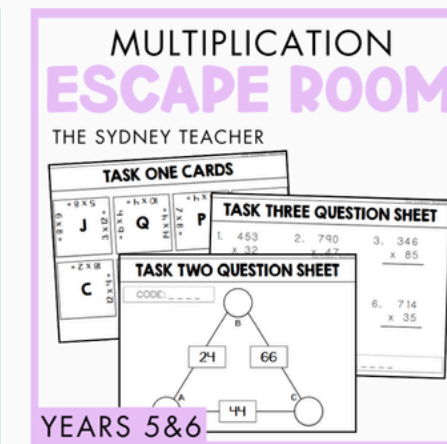 MULTIPLICATION
ESCAPE ROOM
THE SYDNEY TEACHER
TASK ONE CARDS
J
Q
P
C
TASK THREE QUESTION SHEET
1. 453
x 32
2. 790
x 47
3. 346
x 85
6. 714
x 35
TASK TWO QUESTION SHEET
CODE: _ _ _ _
B
24
66
A
44
C
YEARS 5&6